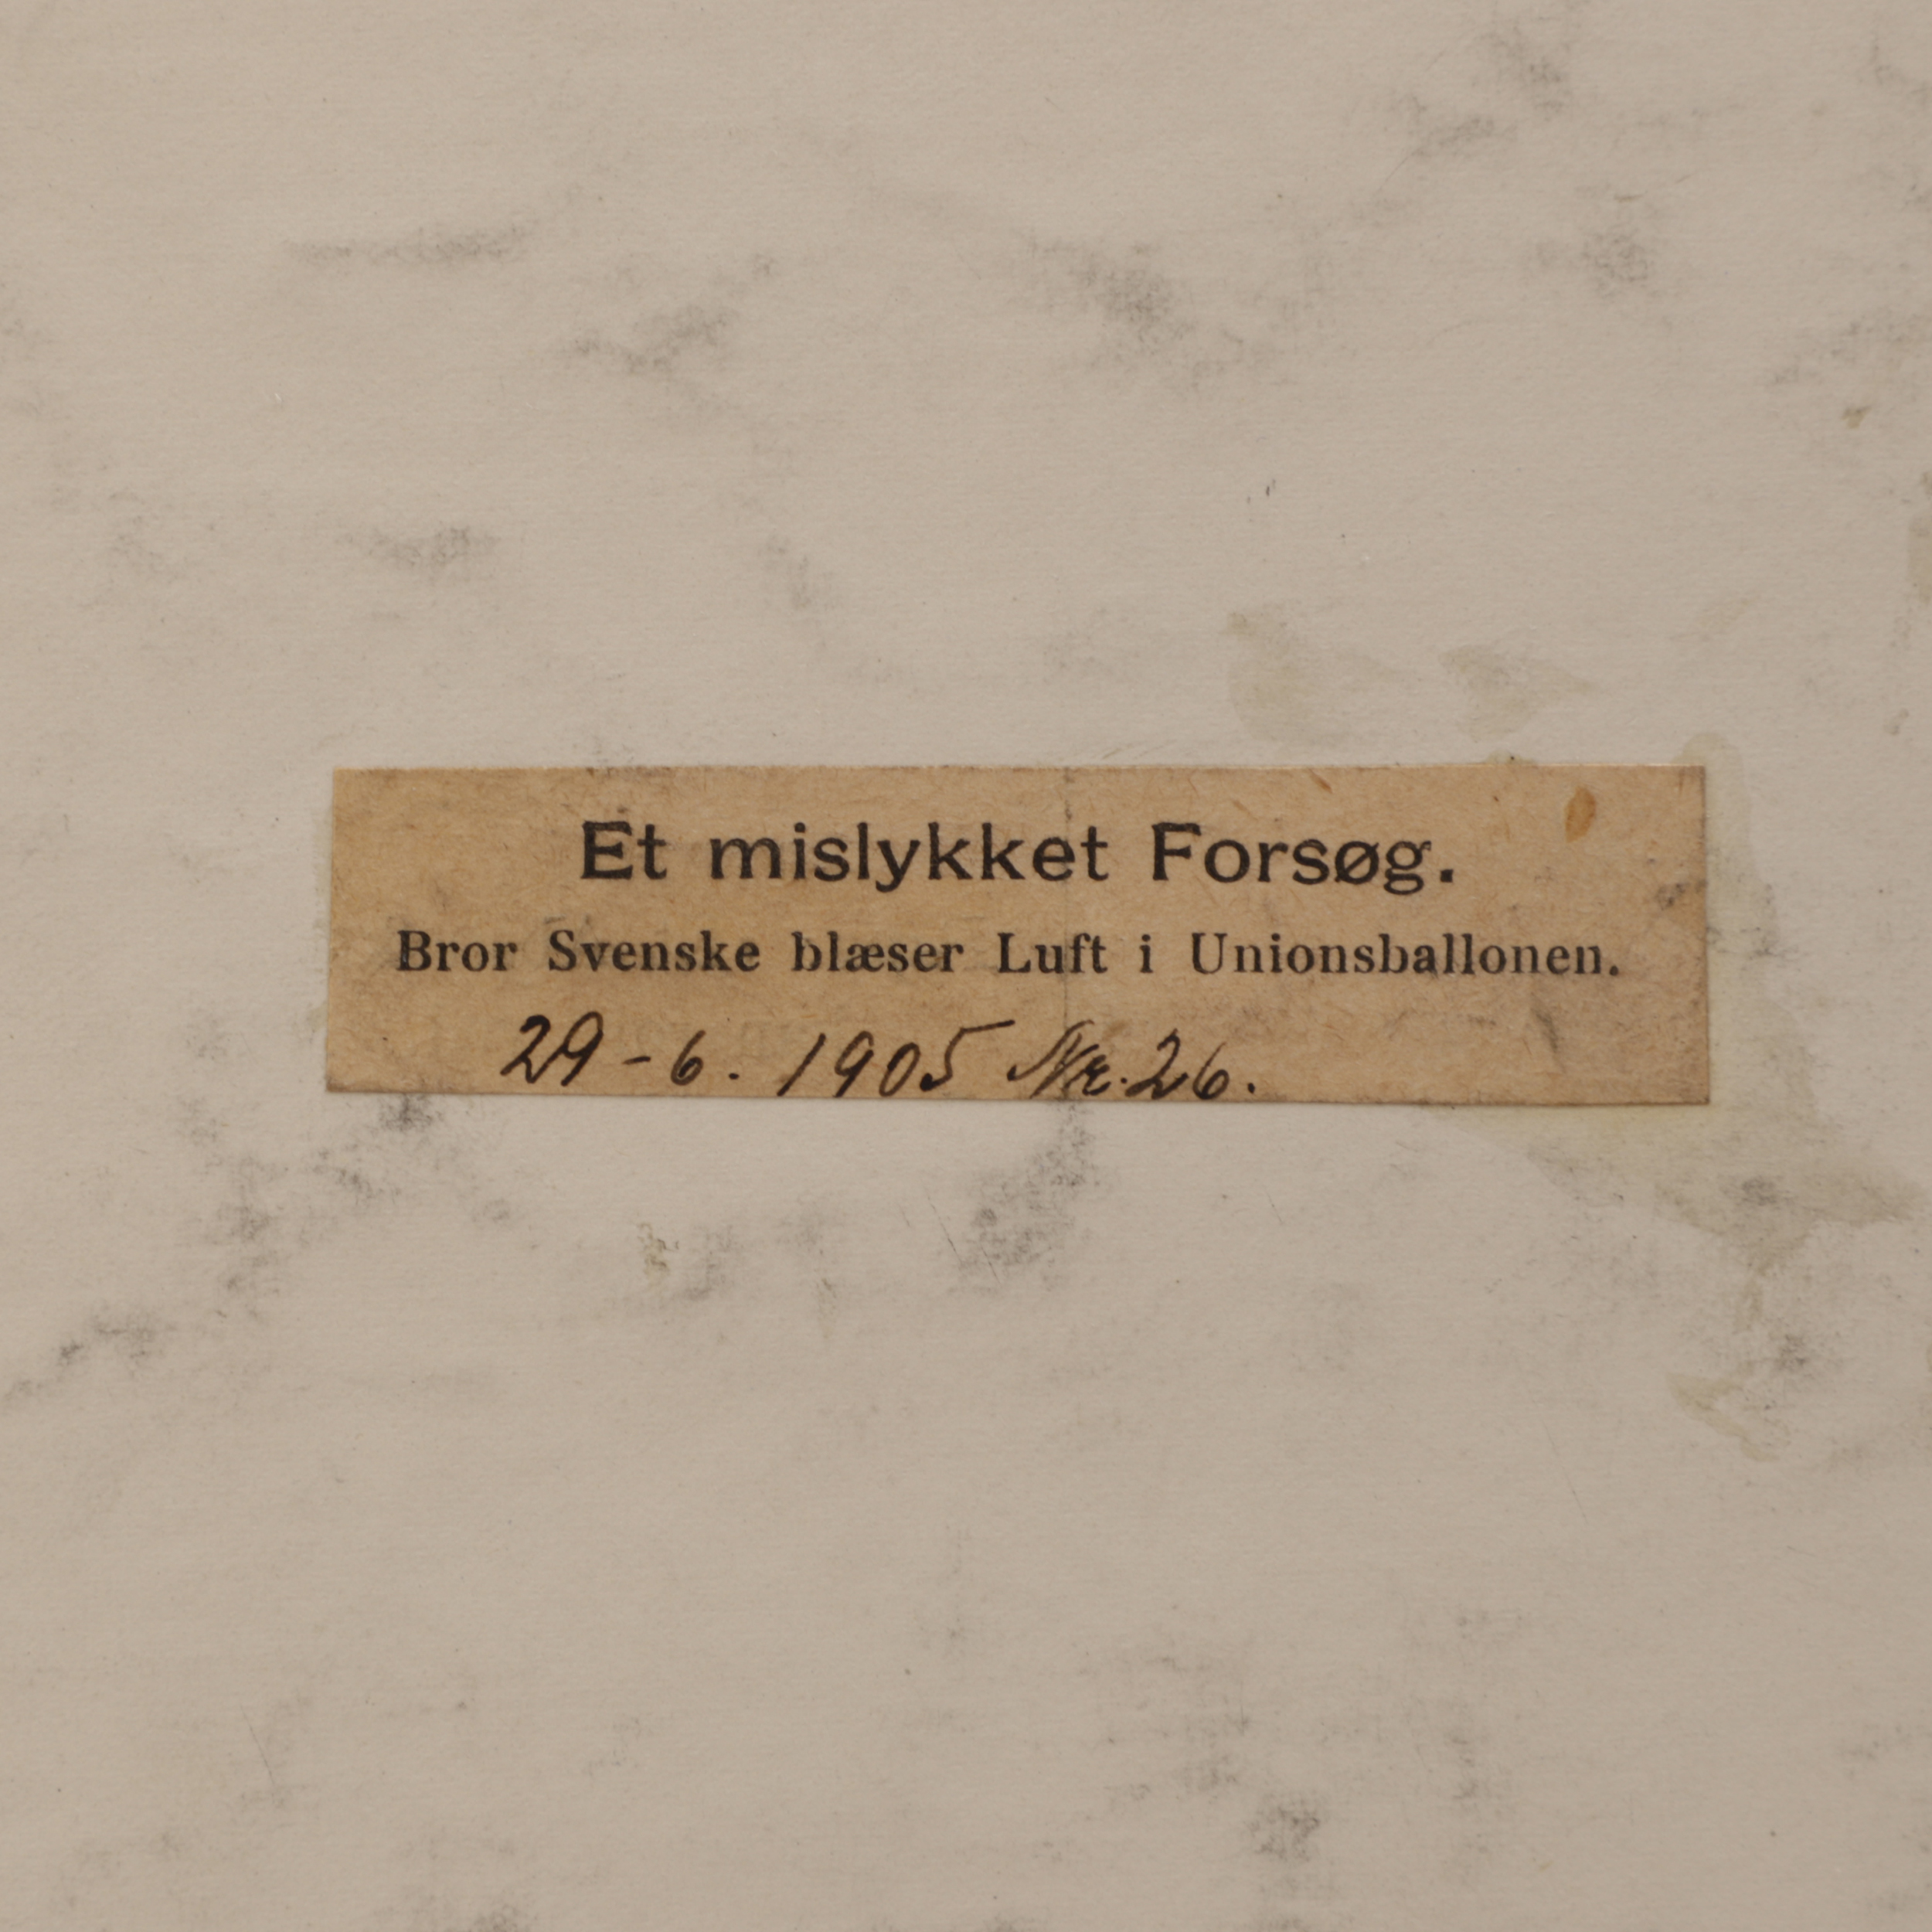 Et mislykket Forsøg.
Bror Svenske blæser Luft i Unionsballonen.
29-6. 1905 Nr. 26.